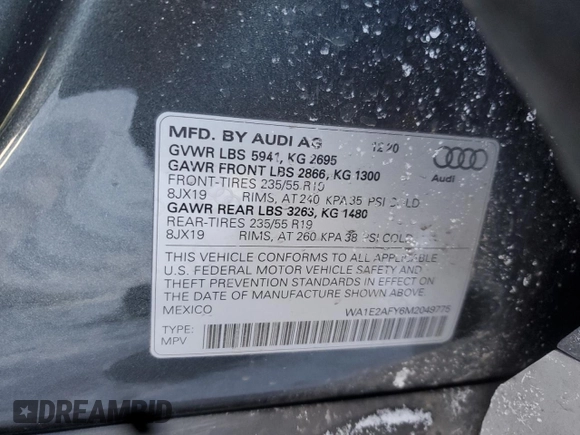 MFD. BY AUDI AG 12 20 Audi
GVWR LBS 5941, KG 2695
GAWR FRONT LBS 2866, KG 1300
FRONT-TIRES 235/55 R19
8JX19 RIMS, AT 240 KPA 35 PSI COLD
GAWR REAR LBS 3263, KG 1480
REAR-TIRES 235/55 R19
8JX19 RIMS, AT 260 KPA 38 PSI COLD
THIS VEHICLE CONFORMS TO ALL APPLICABLE
U.S. FEDERAL MOTOR VEHICLE SAFETY AND
THEFT PREVENTION STANDARDS IN EFFECT ON
THE DATE OF MANUFACTURE SHOWN ABOVE.
MEXICO WA1E2AFY6M2049775
TYPE:
MPV
DREAMBID